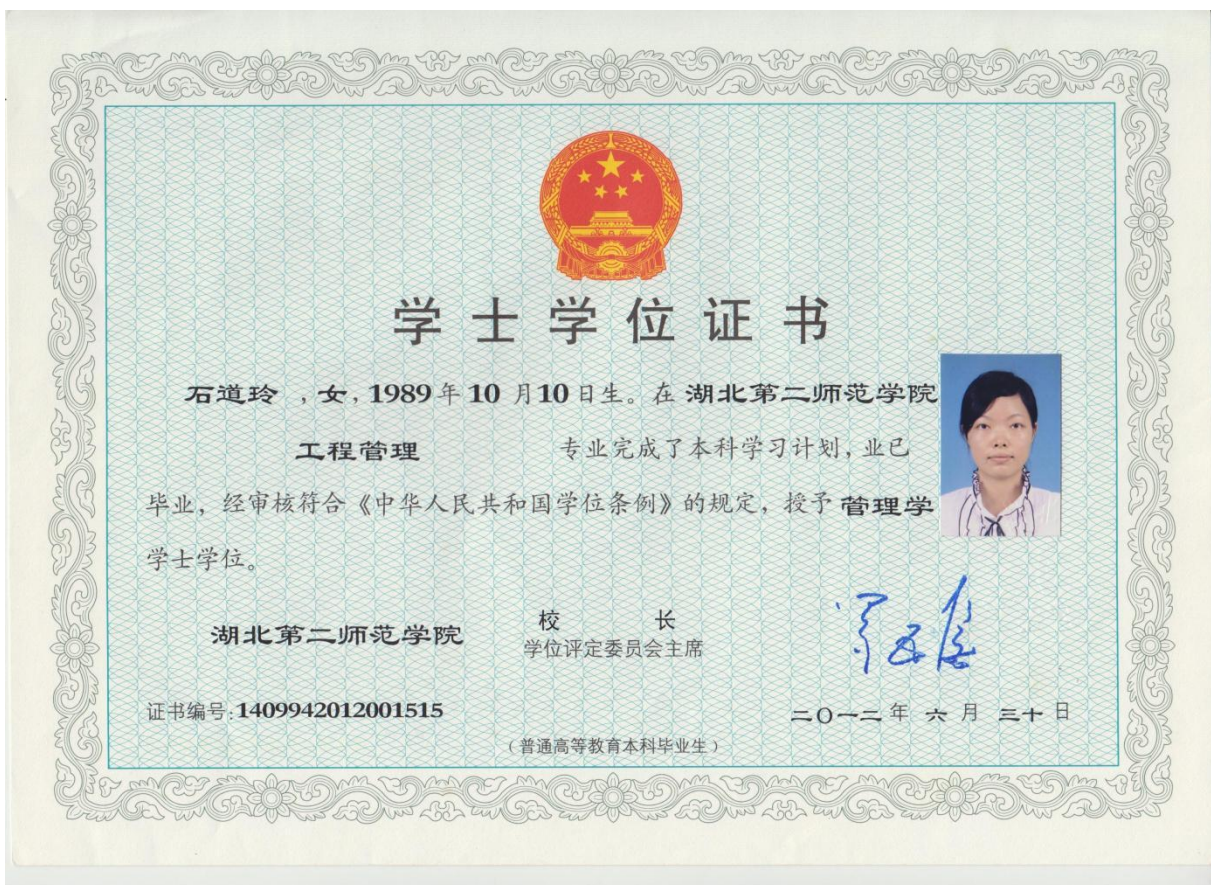 学士学位证书
石道玲 ,女, 1989年10月10日生。在湖北第二师范学院
工程管理 专业完成了本科学习计划,业已
毕业,经审核符合《中华人民共和国学位条例》的规定,授予管理学
学士学位。
湖北第二师范学院
校 长
学位评定委员会主席
证书编号:1409942012001515
二〇一二年 六 月 三十 日
(普通高等教育本科毕业生)